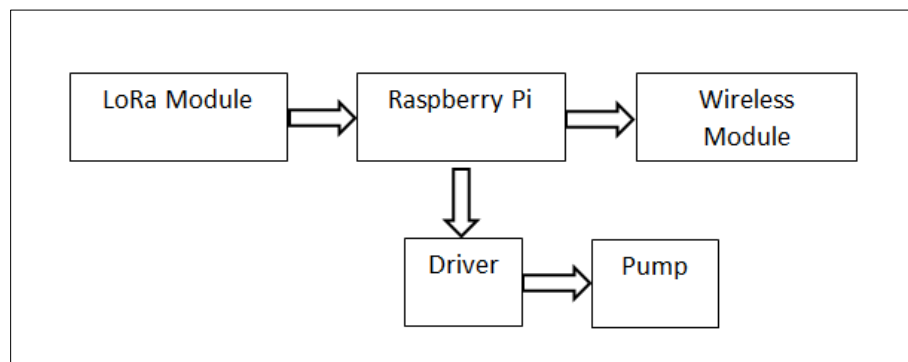 LoRa Module
Raspberry Pi
Wireless
Module
Driver
Pump